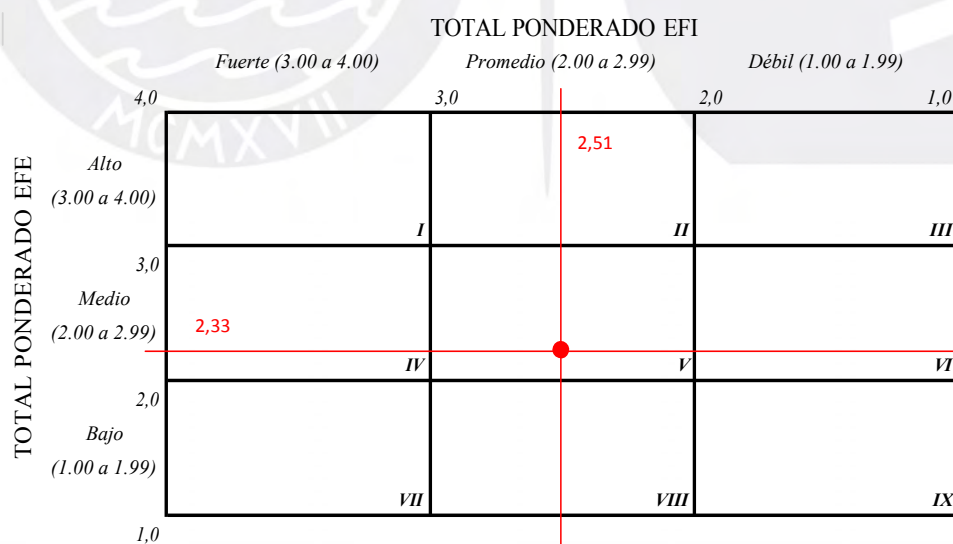 TOTAL PONDERADO EFI
Fuerte (3.00 a 4.00) Promedio (2.00 a 2.99) Débil (1.00 a 1.99)
4,0 3,0 2,0 1,0
MCMXVII
2,51
TOTAL PONDERADO EFE
Alto
(3.00 a 4.00)
I II III
3,0
Medio
(2.00 a 2.99)
2,33
IV V VI
2,0
Bajo
(1.00 a 1.99)
VII VIII IX
1,0